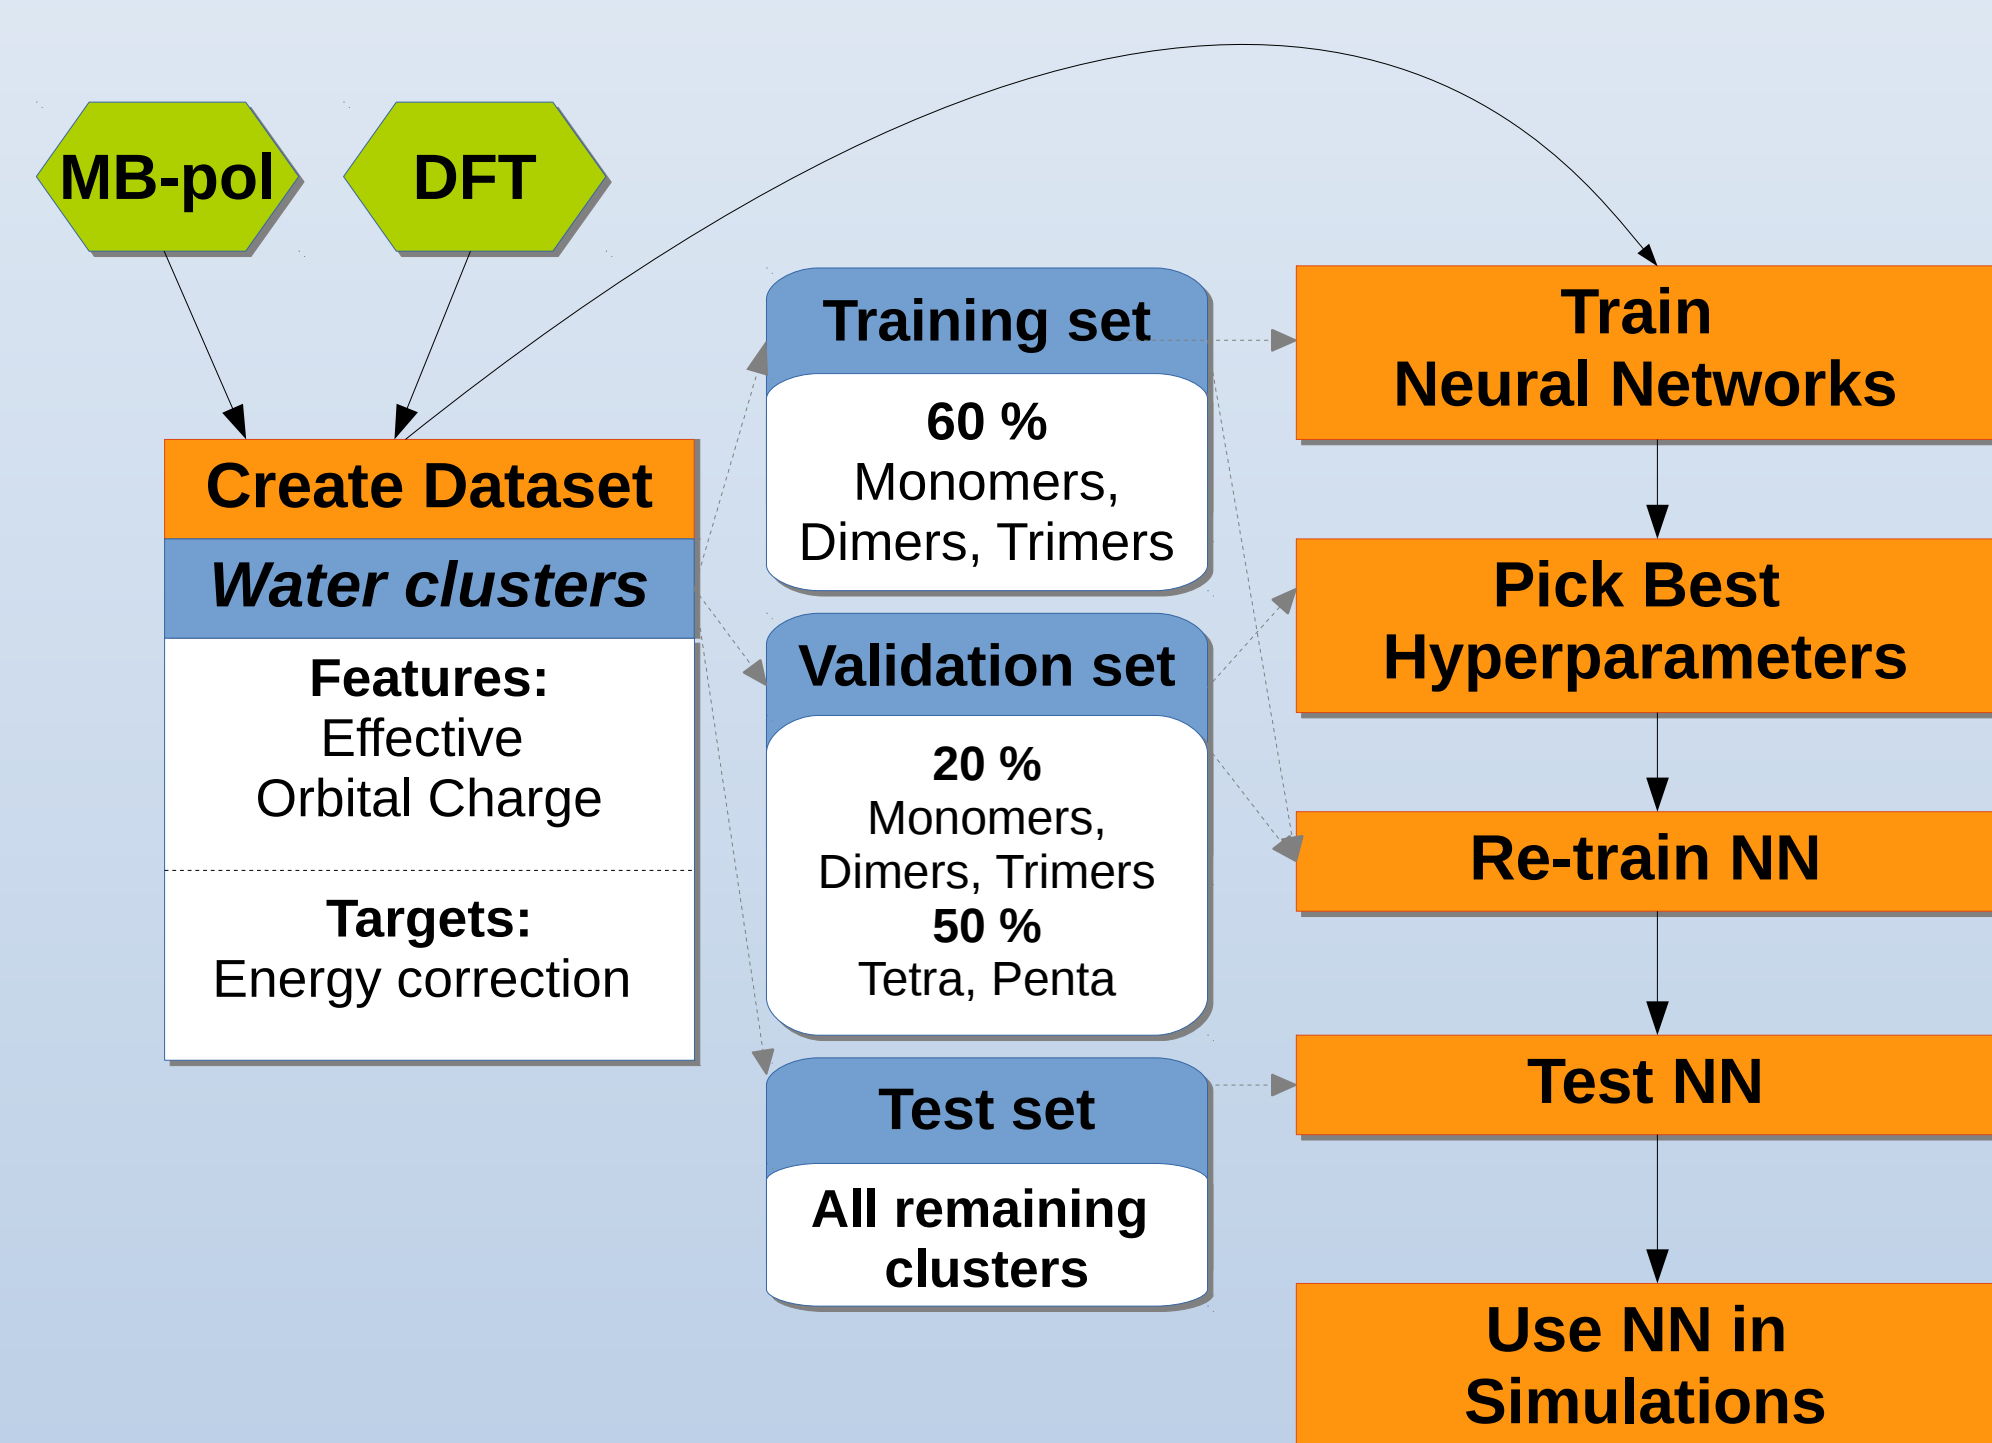 MB-pol
DFT
Create Dataset
Water clusters
Features:
Effective
Orbital Charge
Targets:
Energy correction
Training set
60 %
Monomers,
Dimers, Trimers
Validation set
20 %
Monomers,
Dimers, Trimers
50 %
Tetra, Penta
Test set
All remaining
clusters
Train
Neural Networks
Pick Best
Hyperparameters
Re-train NN
Test NN
Use NN in
Simulations